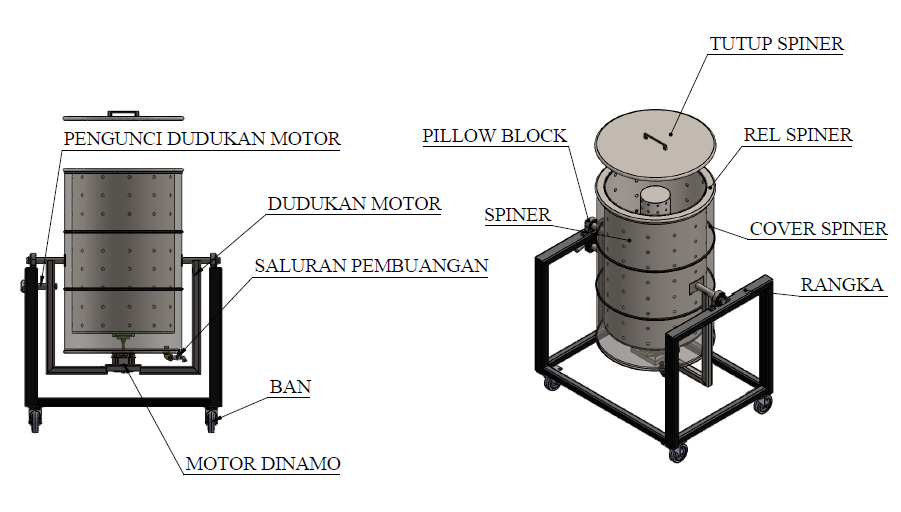 TUTUP SPINER
PENGUNCI DUDUKAN MOTOR
PILLOW BLOCK
REL SPINER
DUDUKAN MOTOR
SPINER
COVER SPINER
SALURAN PEMBUANGAN
RANGKA
BAN
MOTOR DINAMO